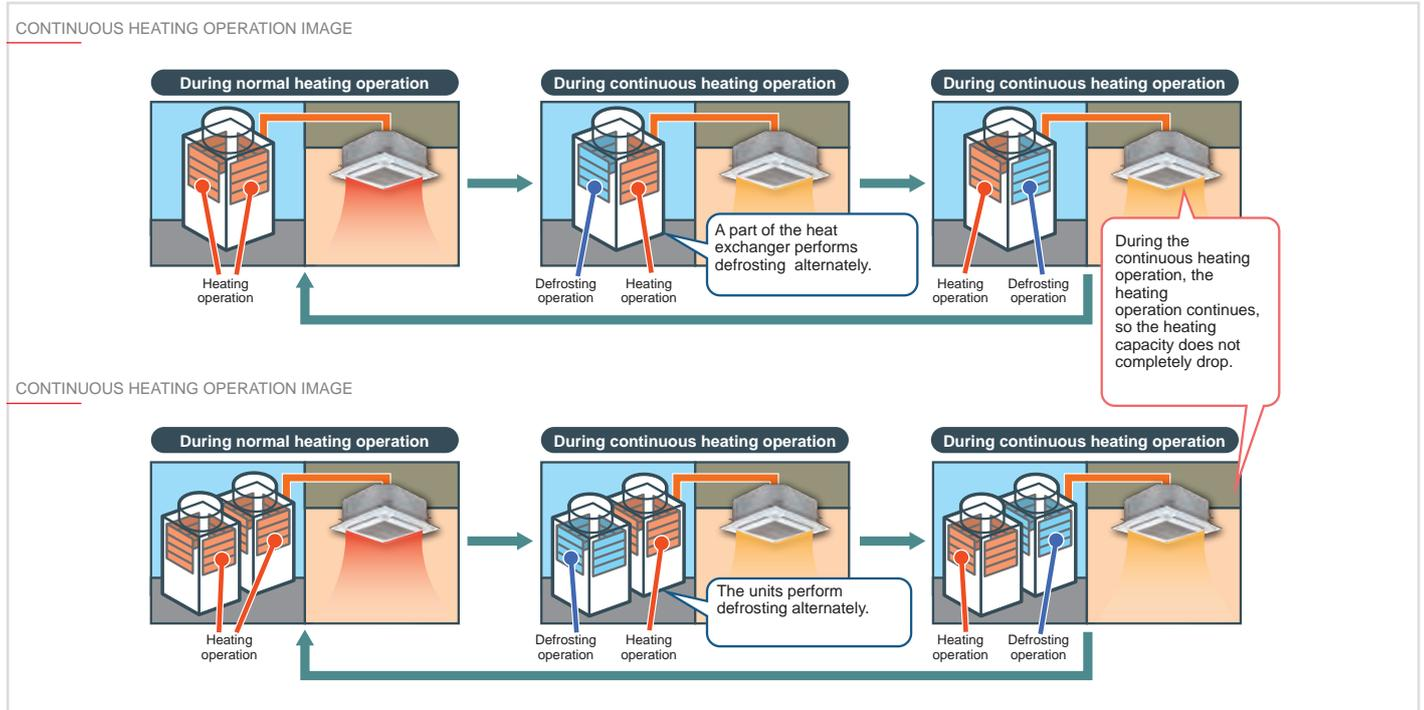 CONTINUOUS HEATING OPERATION IMAGE
During normal heating operation
During continuous heating operation
During continuous heating operation
Heating
operation
Defrosting
operation
Heating
operation
A part of the heat
exchanger performs
defrosting alternately.
Heating
operation
Defrosting
operation
During the
continuous heating
operation, the
heating
operation continues,
so the heating
capacity does not
completely drop.
CONTINUOUS HEATING OPERATION IMAGE
During normal heating operation
During continuous heating operation
During continuous heating operation
Heating
operation
Defrosting
operation
Heating
operation
The units perform
defrosting alternately.
Heating
operation
Defrosting
operation